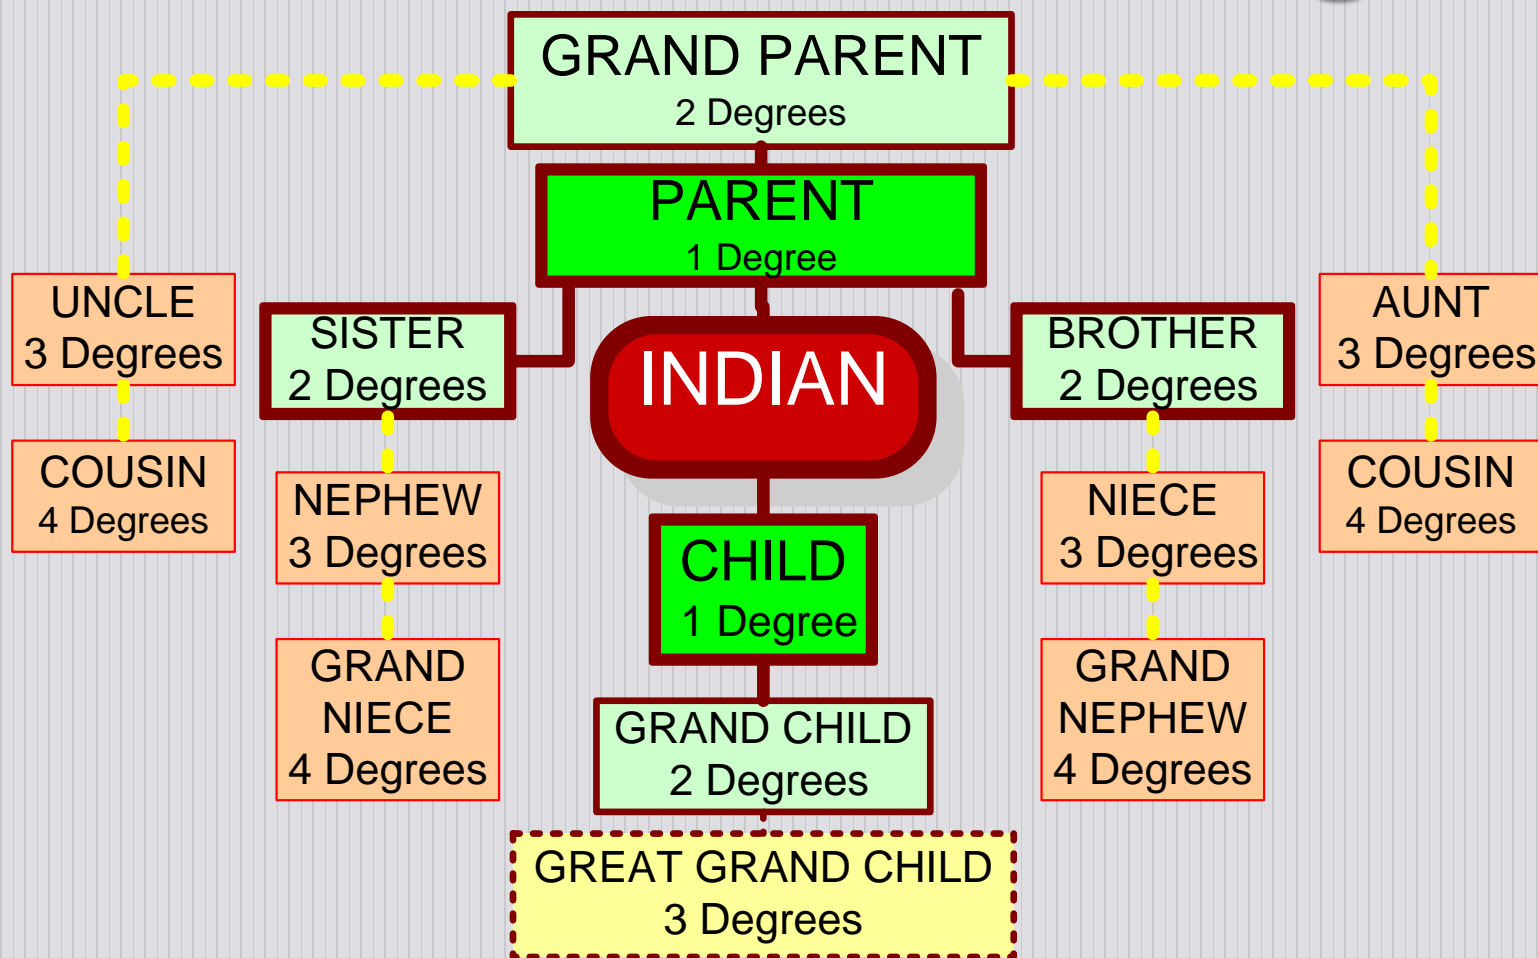 GRAND PARENT
2 Degrees
PARENT
1 Degree
UNCLE
3 Degrees
SISTER
2 Degrees
INDIAN
BROTHER
2 Degrees
AUNT
3 Degrees
COUSIN
4 Degrees
NEPHEW
3 Degrees
CHILD
1 Degree
NIECE
3 Degrees
COUSIN
4 Degrees
GRAND
NIECE
4 Degrees
GRAND CHILD
2 Degrees
GRAND
NEPHEW
4 Degrees
GREAT GRAND CHILD
3 Degrees